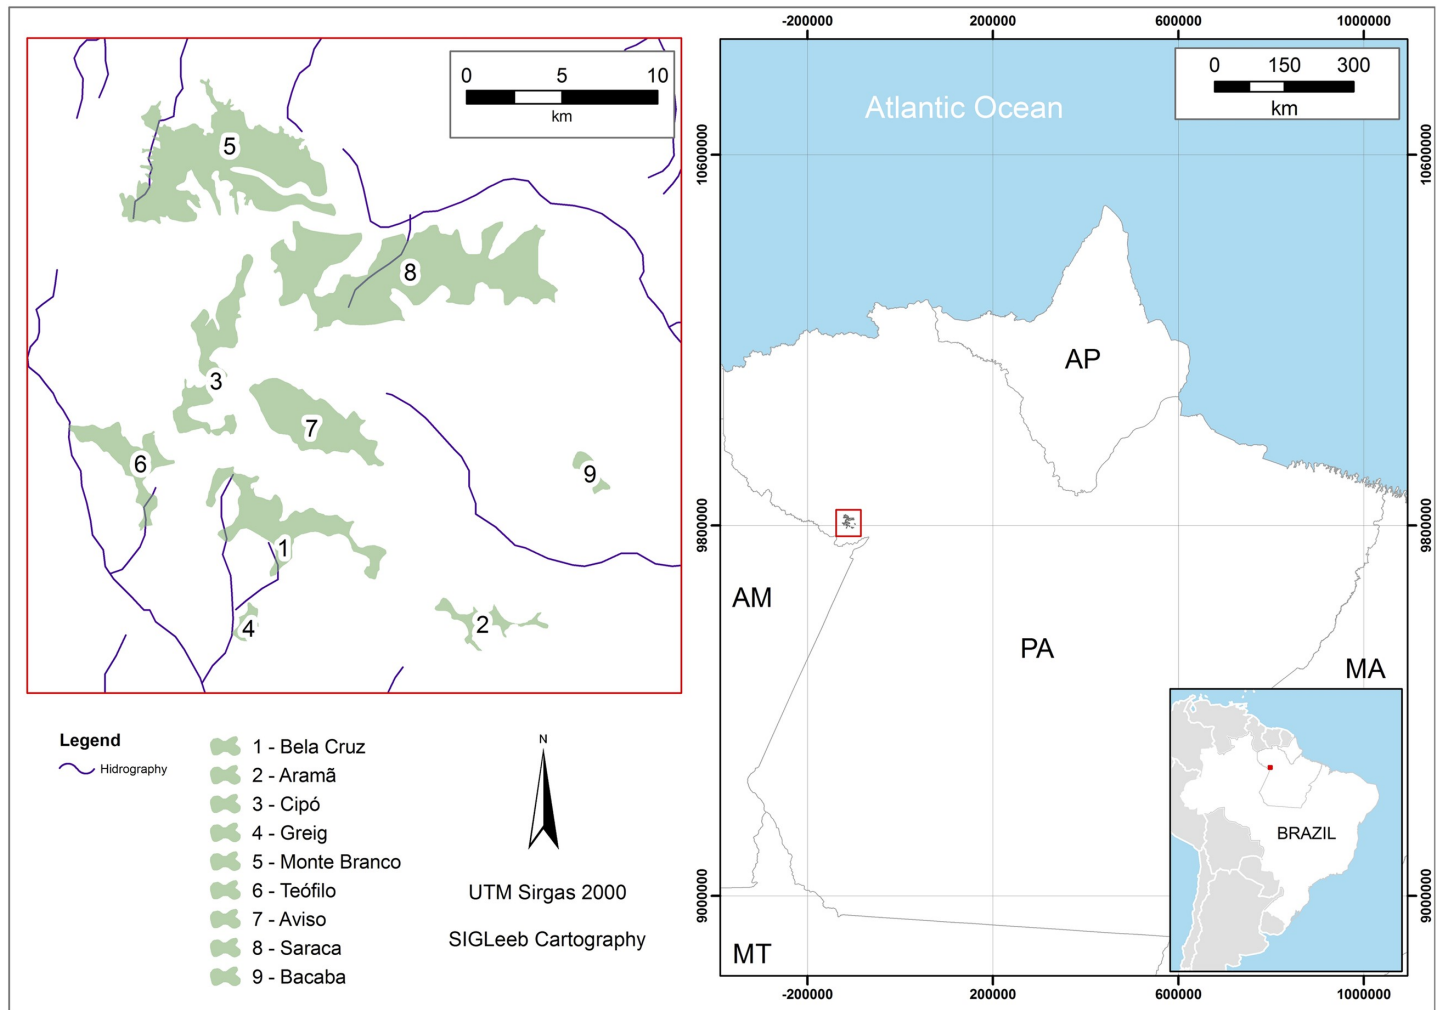 0 5 10
km
5
8
3
7
6
9
1
4
2
Legend
Hidrography
1 - Bela Cruz
2 - Aramã
3 - Cipó
4 - Greig
5 - Monte Branco
6 - Teófilo
7 - Aviso
8 - Saraca
9 - Bacaba
N
UTM Sirgas 2000
SIGLeeb Cartography
-200000 200000 600000 1000000
0 150 300
km
Atlantic Ocean
10600000 10600000
AP
9800000 9800000
AM
PA
MA
BRAZIL
9000000 9000000
MT
-200000 200000 600000 1000000